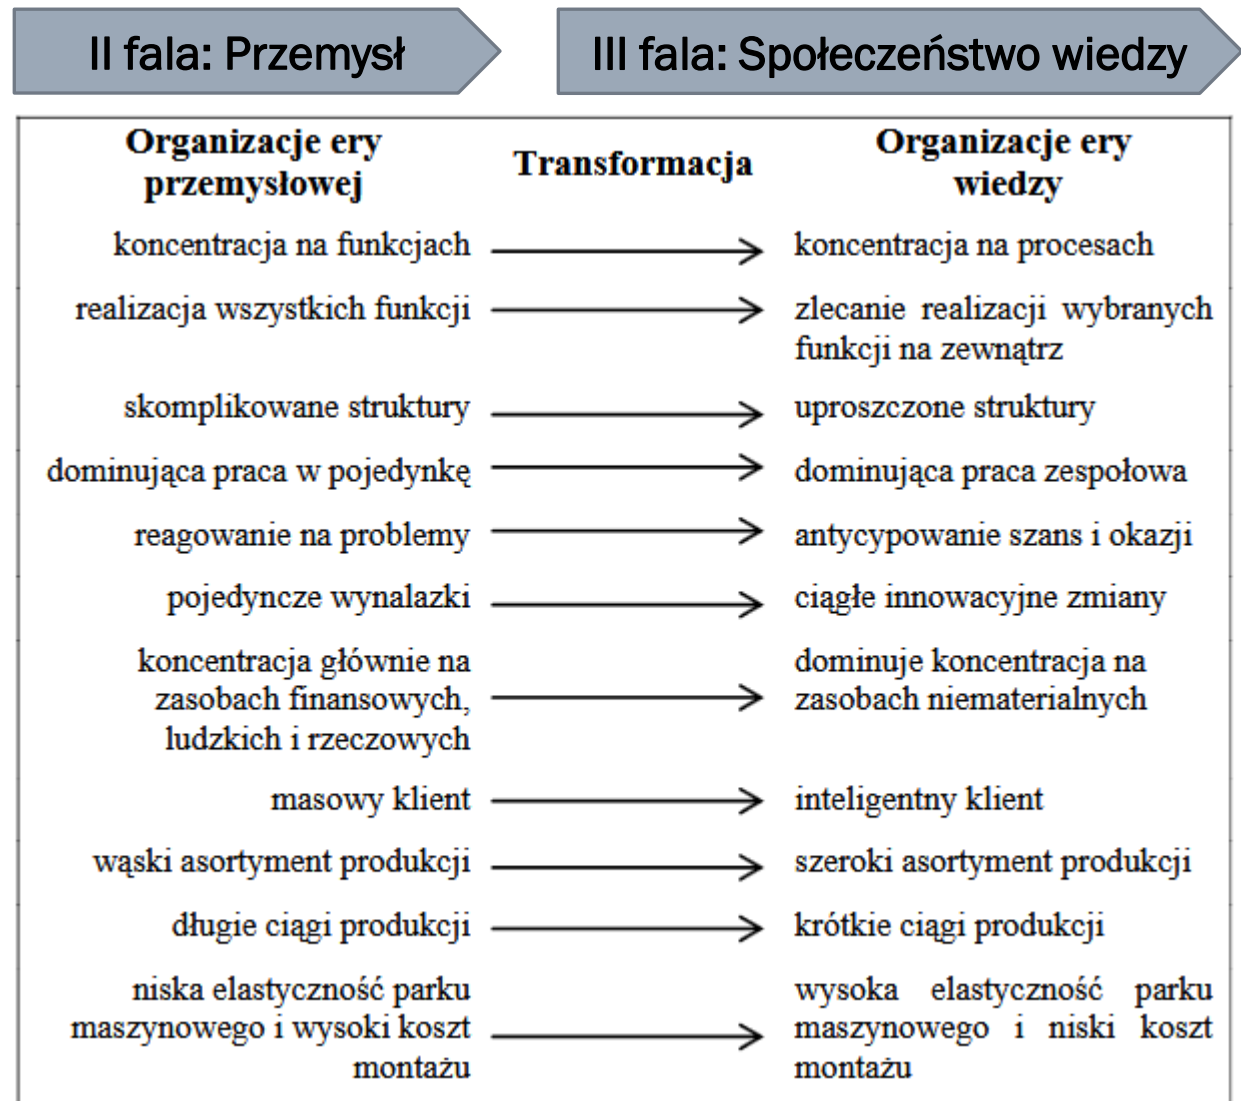 II fala: Przemysł
III fala: Społeczeństwo wiedzy
Organizacje ery
przemysłowej
Transformacja
Organizacje ery
wiedzy
koncentracja na funkcjach
koncentracja na procesach
realizacja wszystkich funkcji
zlecanie realizacji wybranych
funkcji na zewnątrz
skomplikowane struktury
uproszczone struktury
dominująca praca w pojedynkę
dominująca praca zespołowa
reagowanie na problemy
antycypowanie szans i okazji
pojedyncze wynalazki
ciągłe innowacyjne zmiany
koncentracja głównie na
zasobach finansowych,
ludzkich i rzeczowych
dominuje koncentracja na
zasobach niematerialnych
masowy klient
inteligentny klient
wąski asortyment produkcji
szeroki asortyment produkcji
długie ciągi produkcji
krótkie ciągi produkcji
niska elastyczność parku
maszynowego i wysoki koszt
montażu
wysoka elastyczność parku
maszynowego i niski koszt
montażu